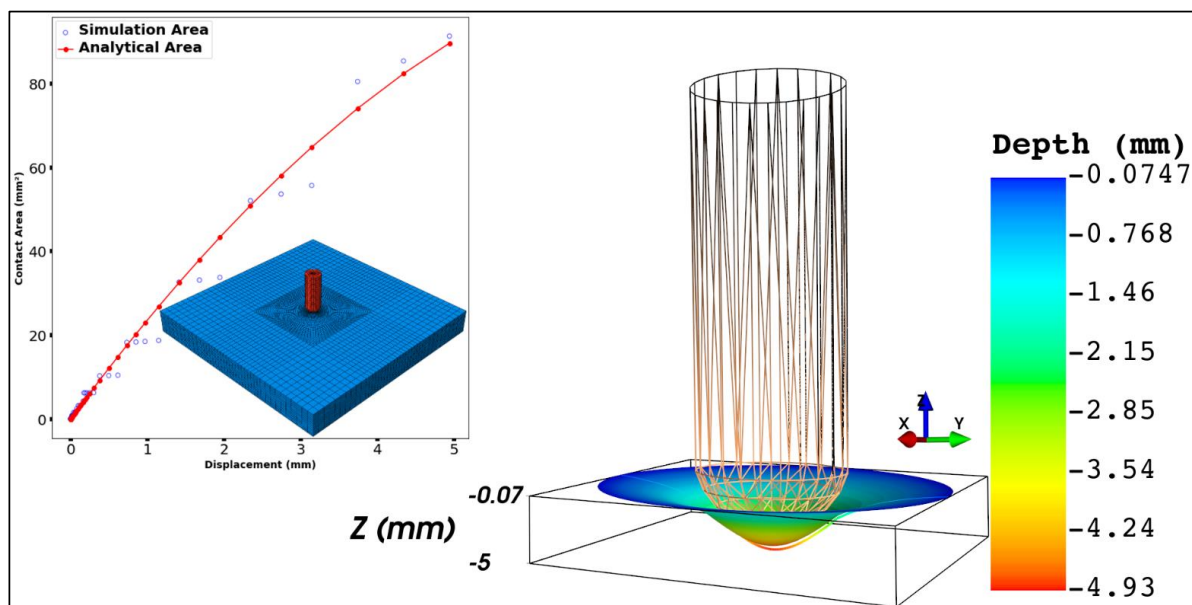 Simulation Area
Analytical Area
Contact Area (mm²)
80
60
40
20
0
0 1 2 3 4 5
Displacement (mm)
Depth (mm)
-0.0747
-0.768
-1.46
-2.15
-2.85
-3.54
-4.24
-4.93
Z
X
Y
-0.07
Z (mm)
-5